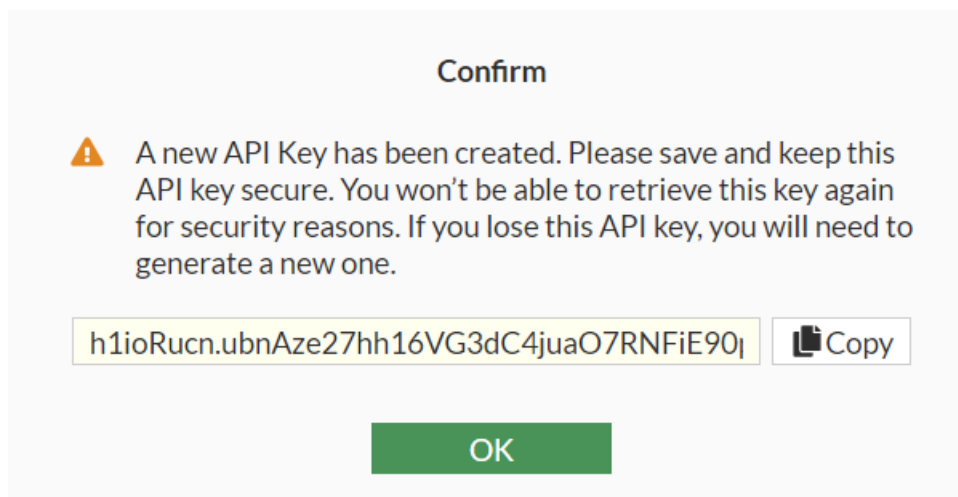 Confirm
A new API Key has been created. Please save and keep this
API key secure. You won’t be able to retrieve this key again
for security reasons. If you lose this API key, you will need to
generate a new one.
h1ioRucn.ubnAze27hh16VG3dC4juaO7RNFiE90
Copy
OK